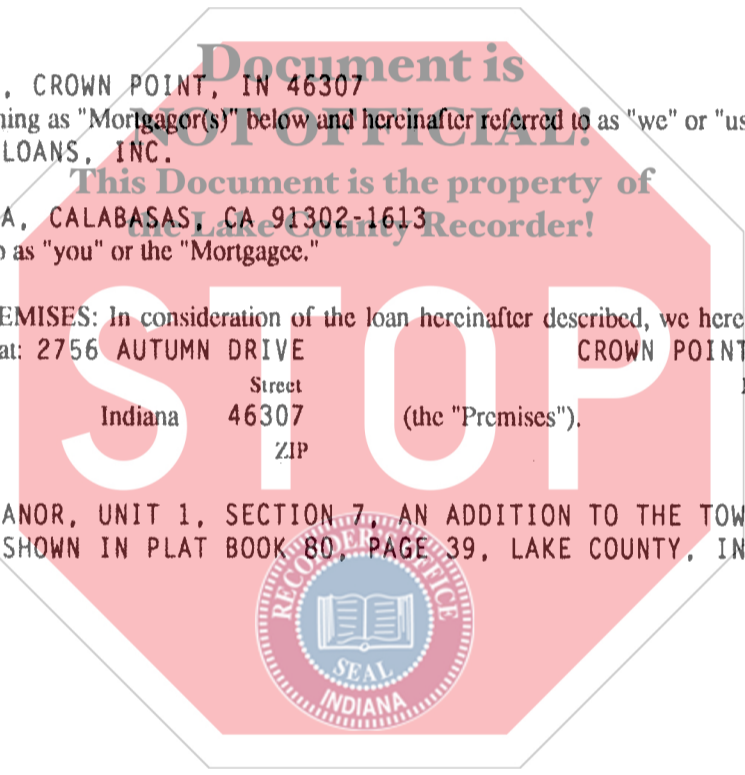 Document is
, CROWN POINT, IN 46307
NOT OFFICIAL!
ning as "Mortgagor(s)" below and hereinafter referred to as "we" or "us
LOANS, INC.
This Document is the property of
A, CALABASAS, CA 91302-1613
the Lake County Recorder!
o as "you" or the "Mortgagee."
EMISES: In consideration of the loan hereinafter described, we here
at: 2756 AUTUMN DRIVE CROWN POINT
Street
Indiana 46307 (the "Premises").
ZIP
STOP
ANOR, UNIT 1, SECTION 7, AN ADDITION TO THE TOW
SHOWN IN PLAT BOOK 80, PAGE 39, LAKE COUNTY, IN
RECORDER'S OFFICE
SEAL
INDIANA